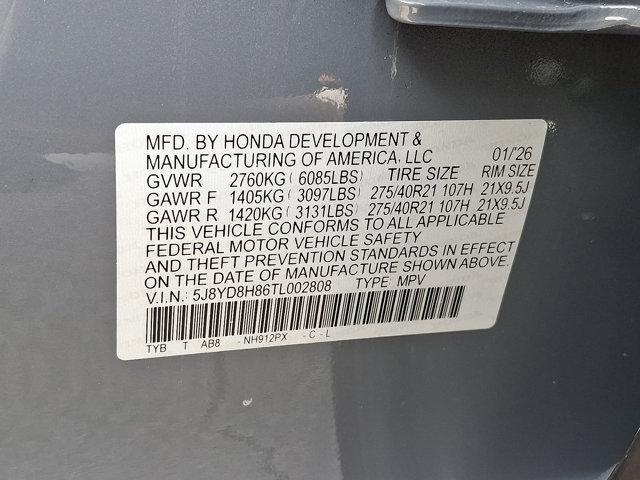 MFD. BY HONDA DEVELOPMENT &
MANUFACTURING OF AMERICA, LLC 01/'26
GVWR 2760KG ( 6085LBS) TIRE SIZE RIM SIZE
GAWR F 1405KG ( 3097LBS) 275/40R21 107H 21X9.5J
GAWR R 1420KG ( 3131LBS) 275/40R21 107H 21X9.5J
THIS VEHICLE CONFORMS TO ALL APPLICABLE
FEDERAL MOTOR VEHICLE SAFETY
AND THEFT PREVENTION STANDARDS IN EFFECT
ON THE DATE OF MANUFACTURE SHOWN ABOVE.
V.I.N.: 5J8YD8H86TL002808 TYPE: MPV
TYB T AB8 - NH912PX - C - L